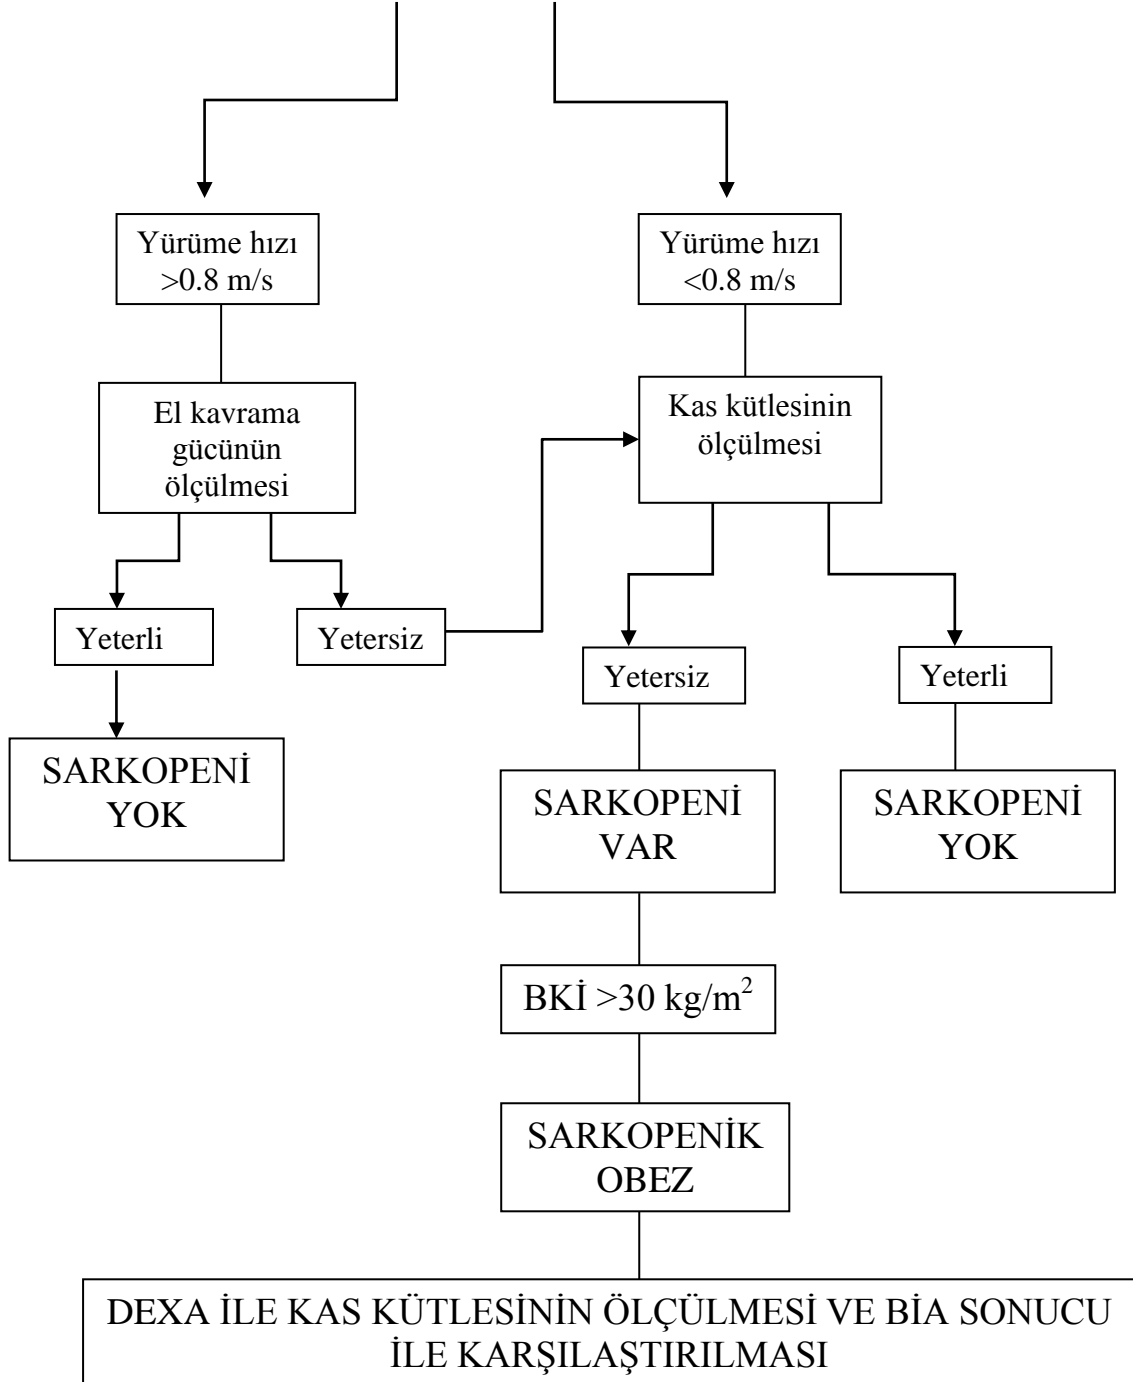 Yürüme hızı
>0.8 m/s
Yürüme hızı
<0.8 m/s
El kavrama
gücünün
ölçülmesi
Kas kütlesinin
ölçülmesi
Yeterli
Yetersiz
Yetersiz
Yeterli
SARKOPENİ
YOK
SARKOPENİ
VAR
SARKOPENİ
YOK
BKİ >30 kg/m²
SARKOPENİK
OBEZ
DEXA İLE KAS KÜTLESİNİN ÖLÇÜLMESİ VE BİA SONUCU
İLE KARŞILAŞTIRILMASI